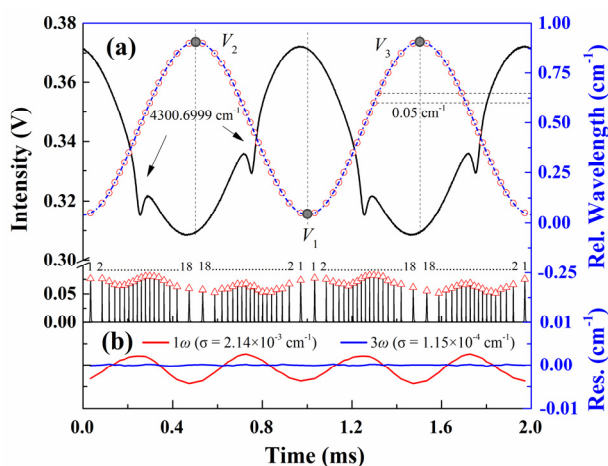 (a)
V2
V3
4300.6999 cm-1
0.05 cm-1
V1
Intensity (V)
0.38
0.36
0.34
0.32
0.30
0.05
0.00
Rel. Wavelength (cm-1)
1.00
0.75
0.50
0.25
0.00
-0.25
1 2 18 18 2 1 1 2 18 18 2 1
(b)
1ω (σ = 2.14×10-3 cm-1)
3ω (σ = 1.15×10-4 cm-1)
Res. (cm-1)
0.01
0.00
-0.01
0.0 0.4 0.8 1.2 1.6 2.0
Time (ms)